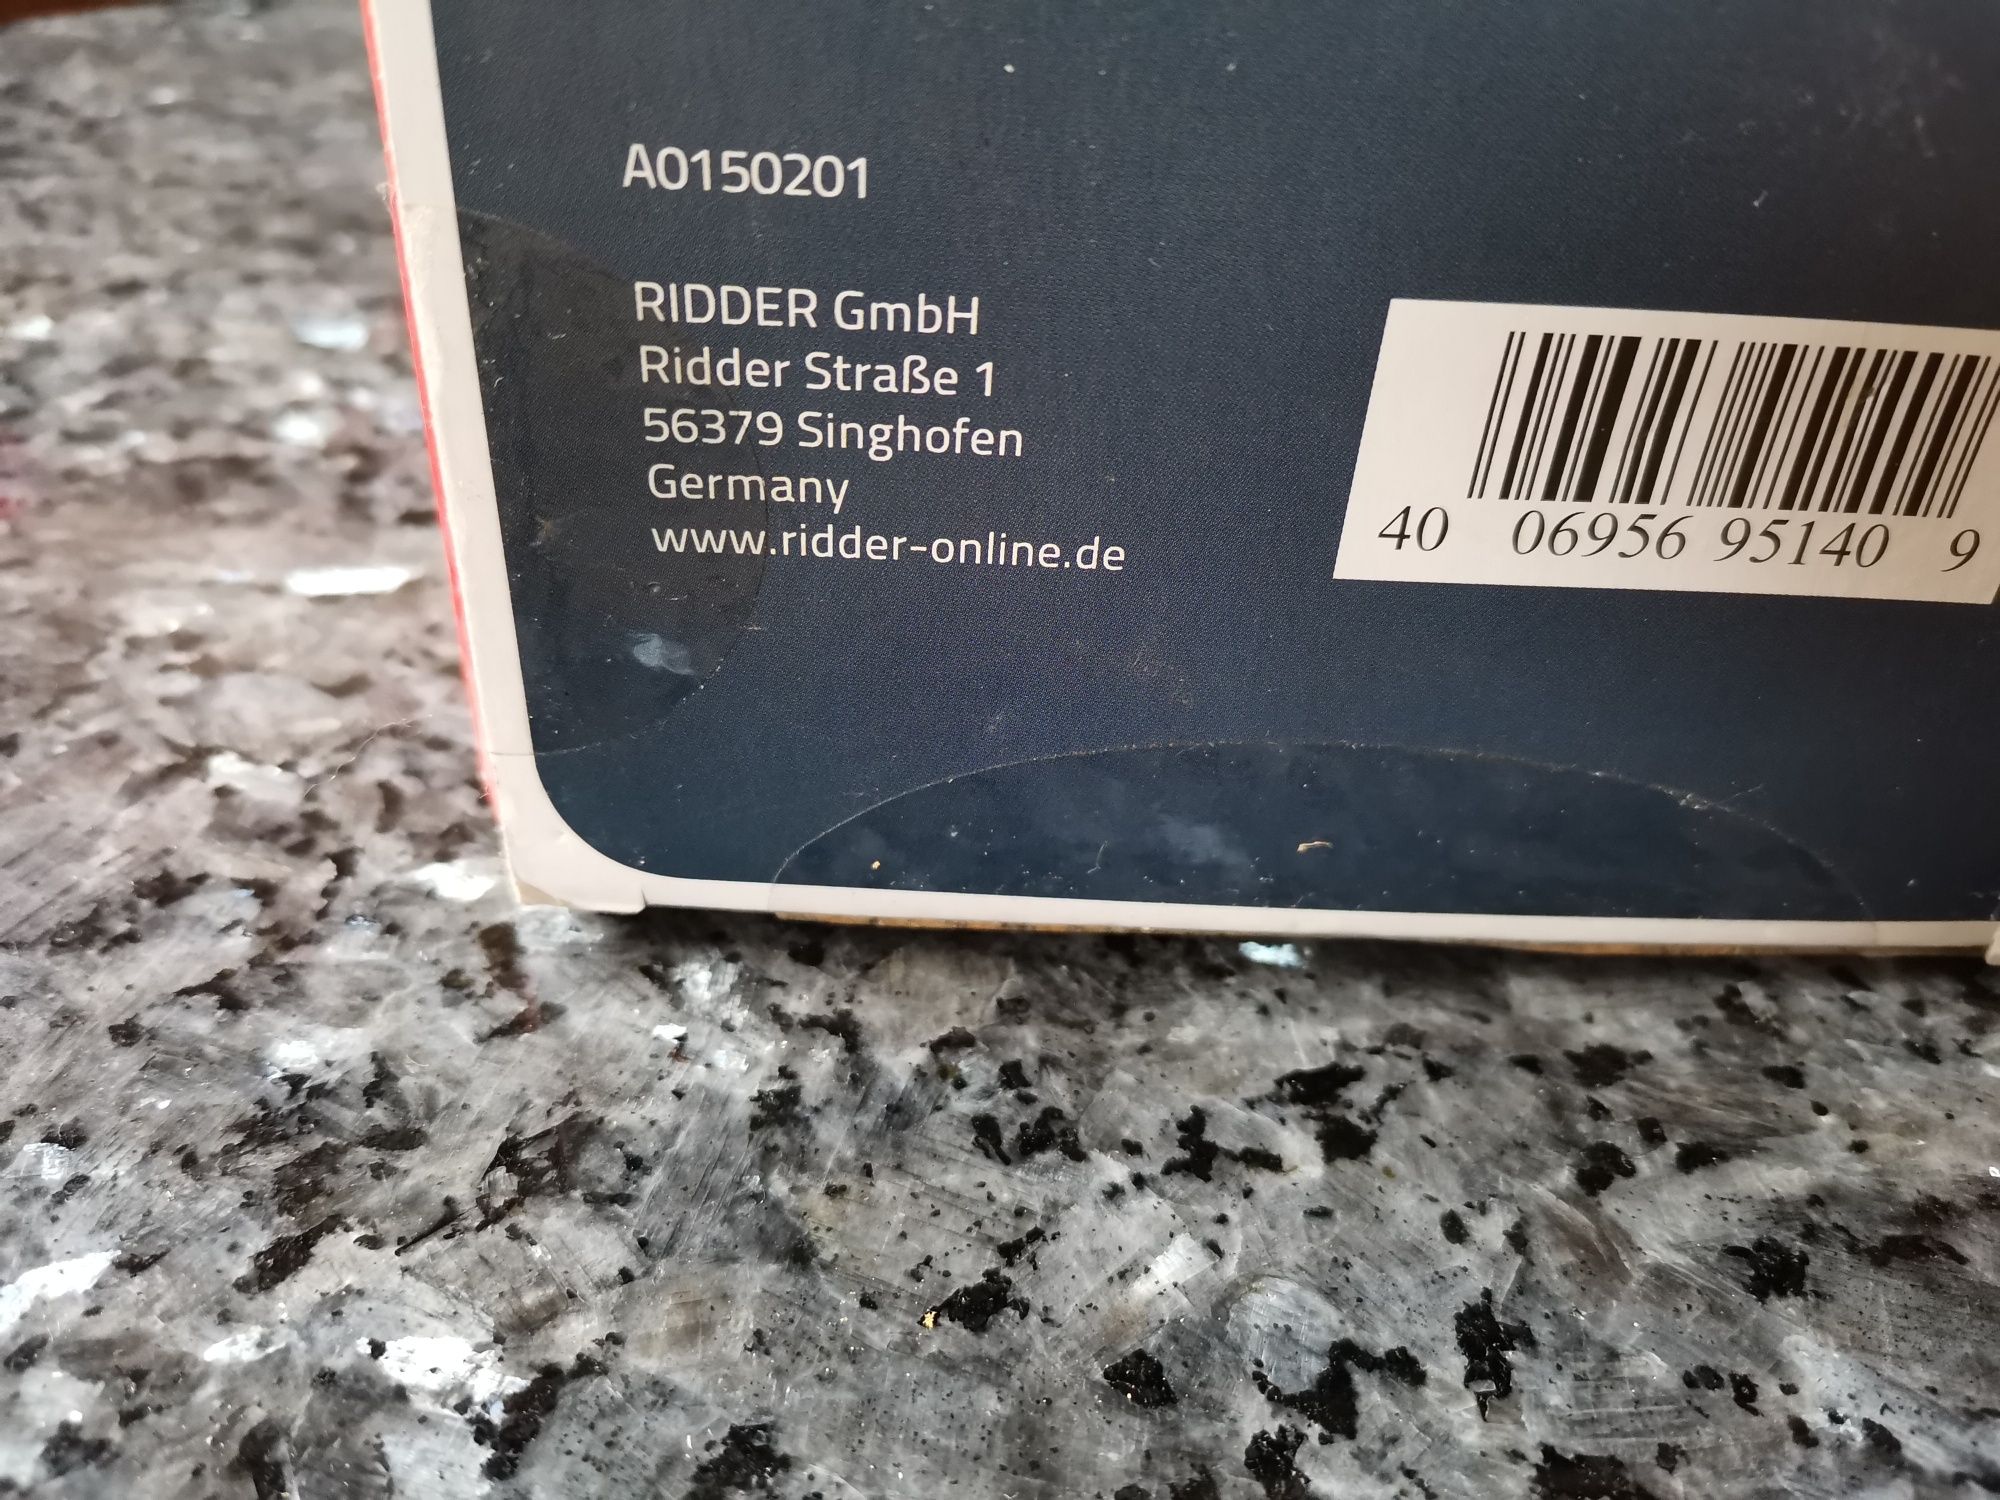 A0150201
RIDDER GmbH
Ridder Straße 1
56379 Singhofen
Germany
www.ridder-online.de
40 06956 95140 9